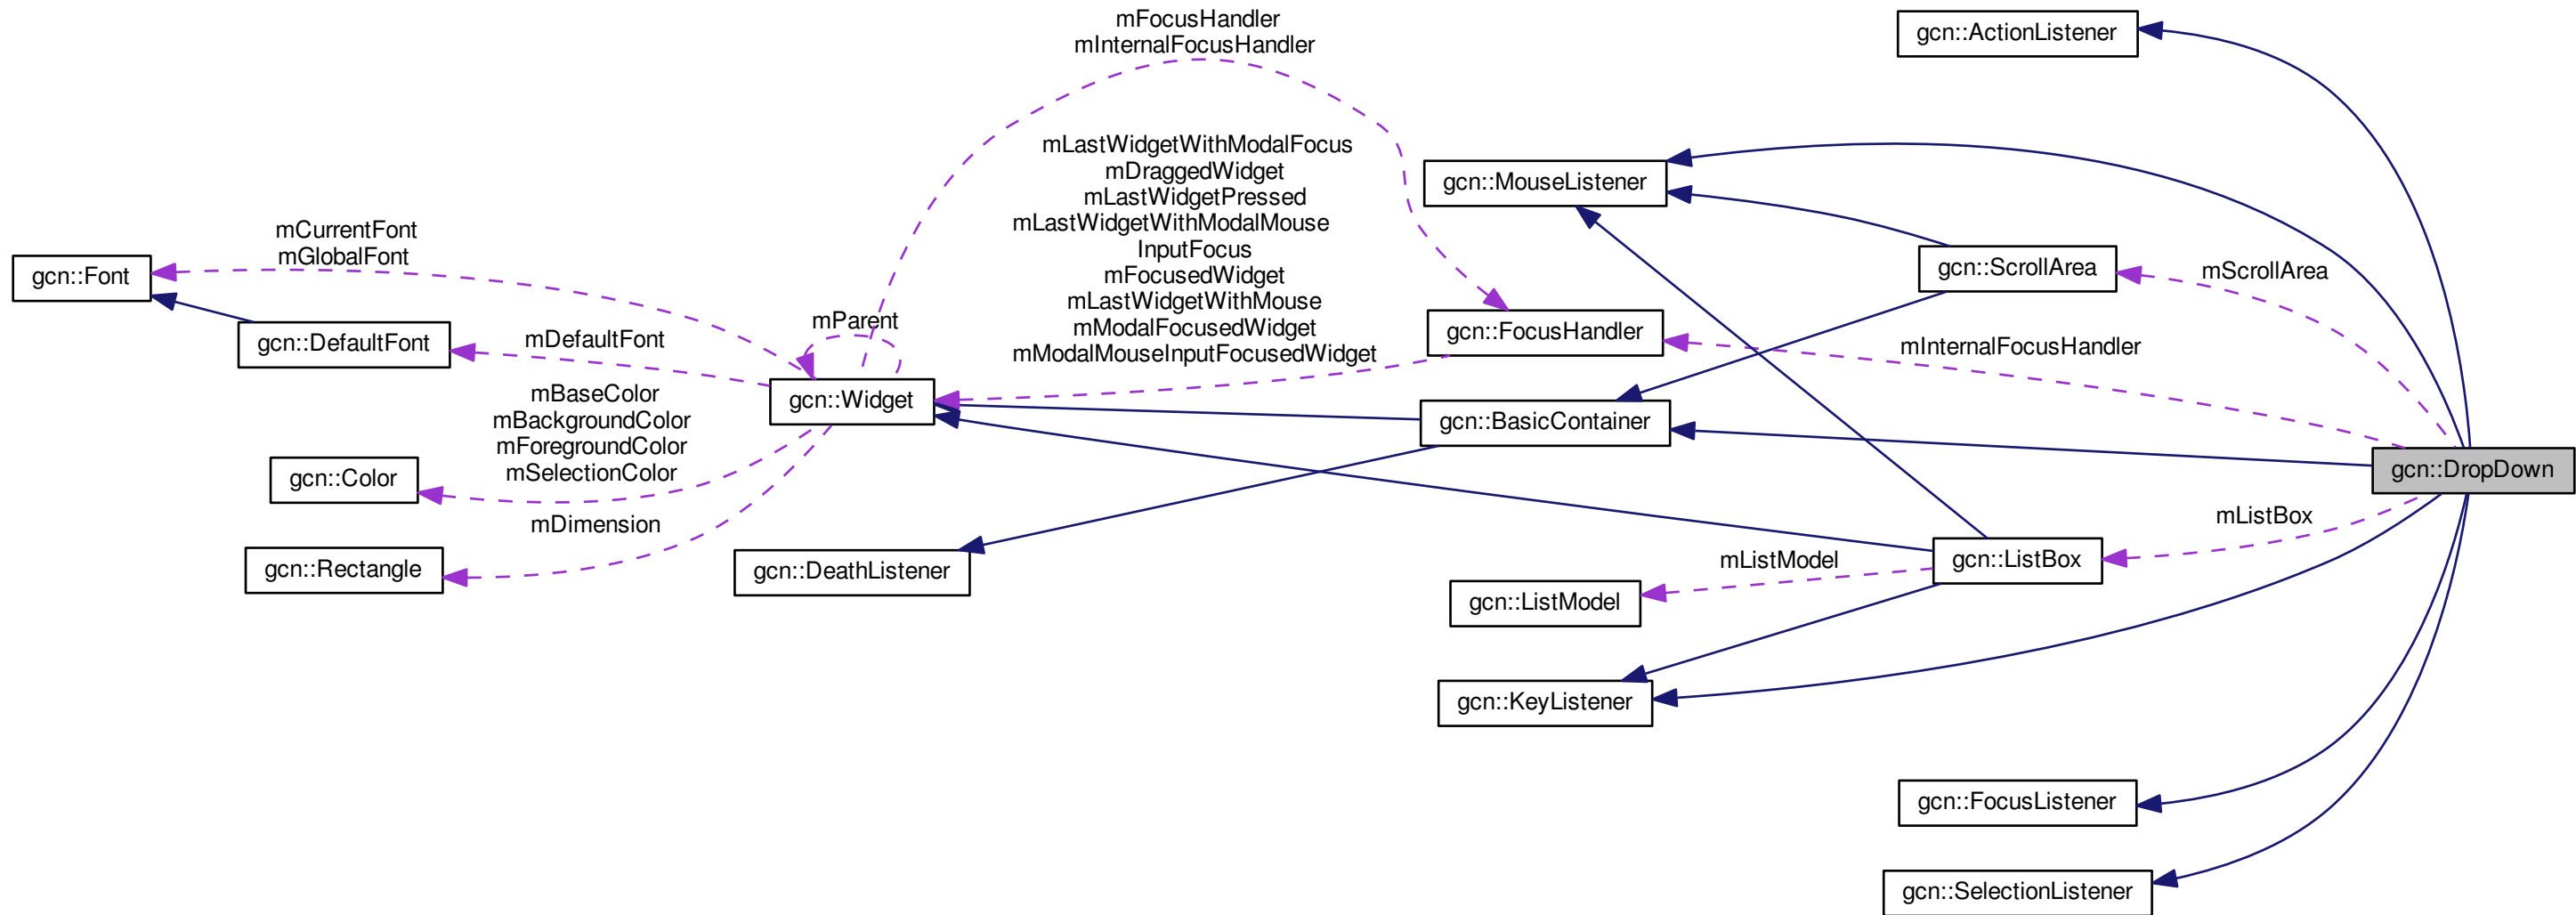 mFocusHandler
mInternalFocusHandler
gcn::ActionListener
mLastWidgetWithModalFocus
mDraggedWidget
mLastWidgetPressed
mLastWidgetWithModalMouse
InputFocus
mFocusedWidget
mLastWidgetWithMouse
mModalFocusedWidget
mModalMouseInputFocusedWidget
gcn::MouseListener
mCurrentFont
mGlobalFont
gcn::Font
gcn::ScrollArea
mScrollArea
mParent
gcn::FocusHandler
mInternalFocusHandler
gcn::DefaultFont
mDefaultFont
gcn::Widget
mBaseColor
mBackgroundColor
mForegroundColor
mSelectionColor
gcn::BasicContainer
gcn::DropDown
gcn::Color
mDimension
mListBox
gcn::Rectangle
gcn::DeathListener
mListModel
gcn::ListBox
gcn::ListModel
gcn::KeyListener
gcn::FocusListener
gcn::SelectionListener